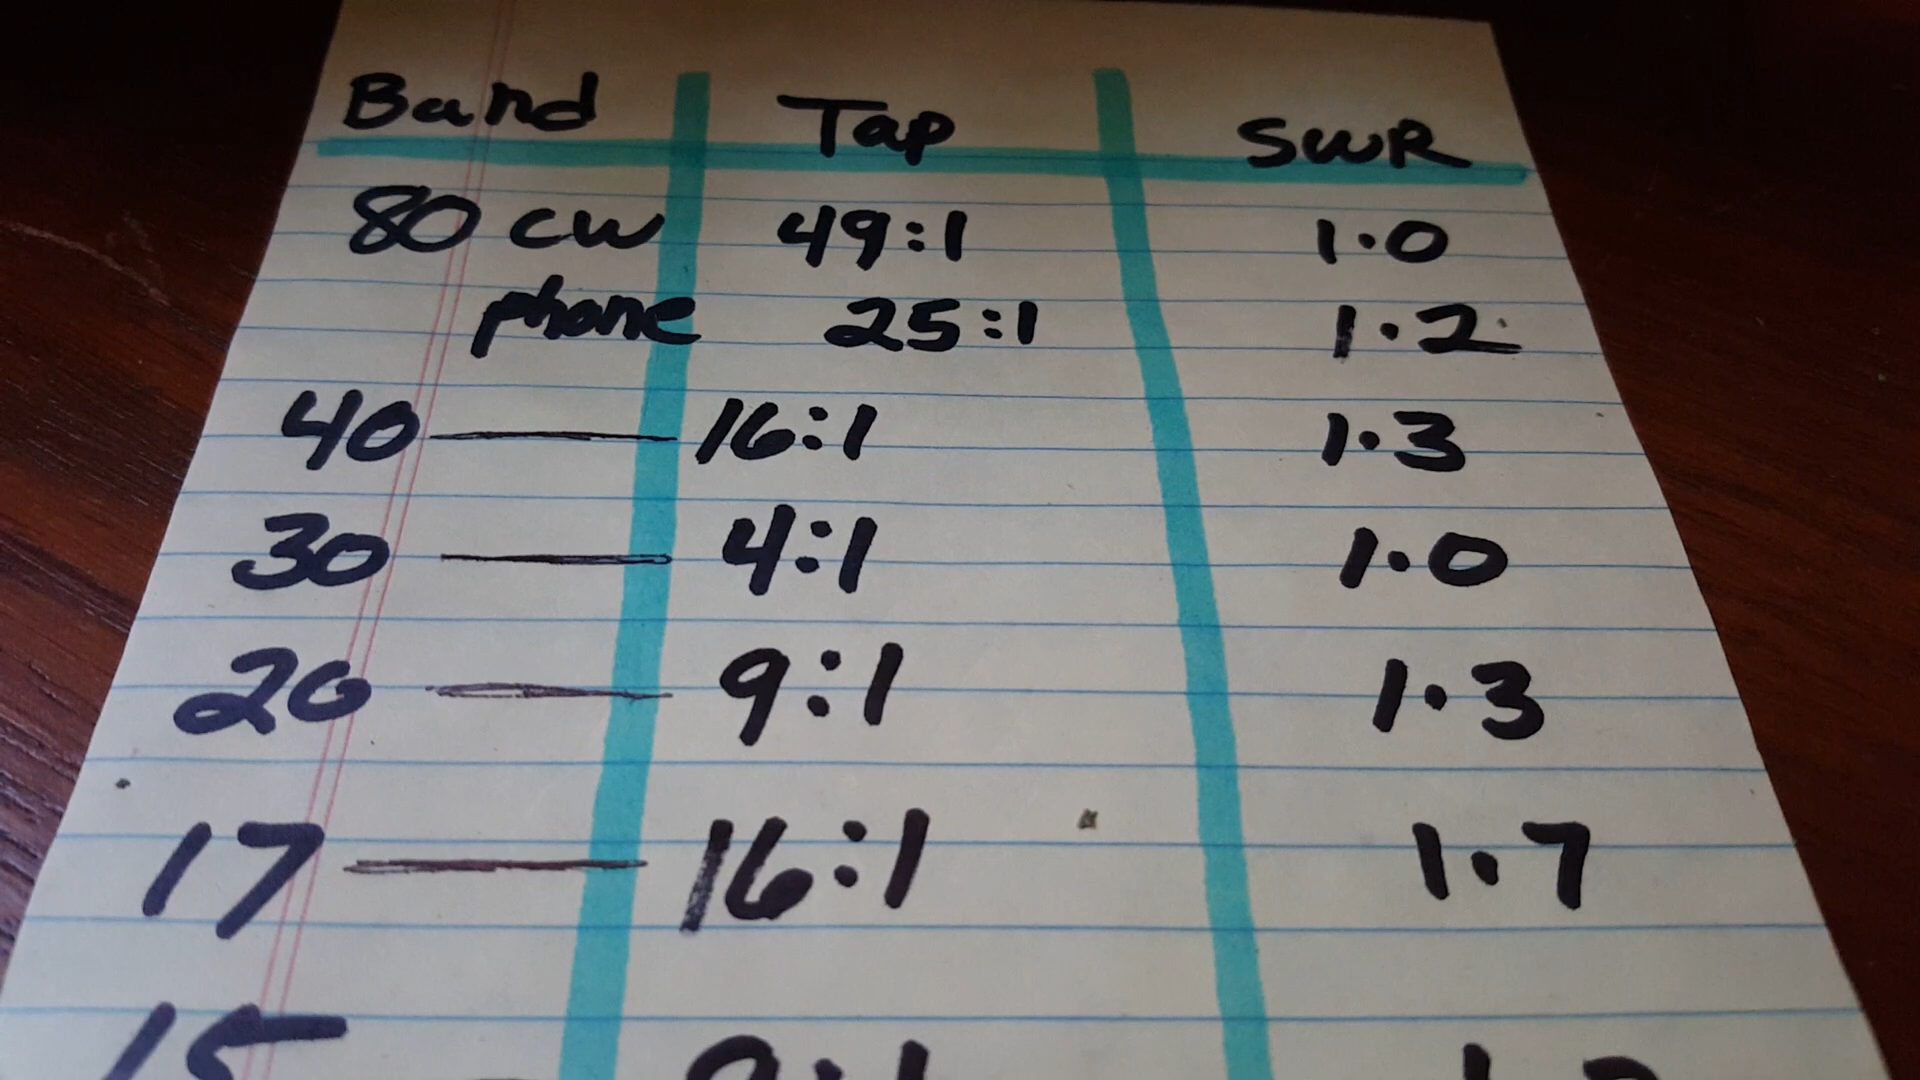 Band Tap SWR
80 CW 49:1 1.0
phone 25:1 1.2
40 — 16:1 1.3
30 — 4:1 1.0
20 — 9:1 1.3
17 — 16:1 1.7
15